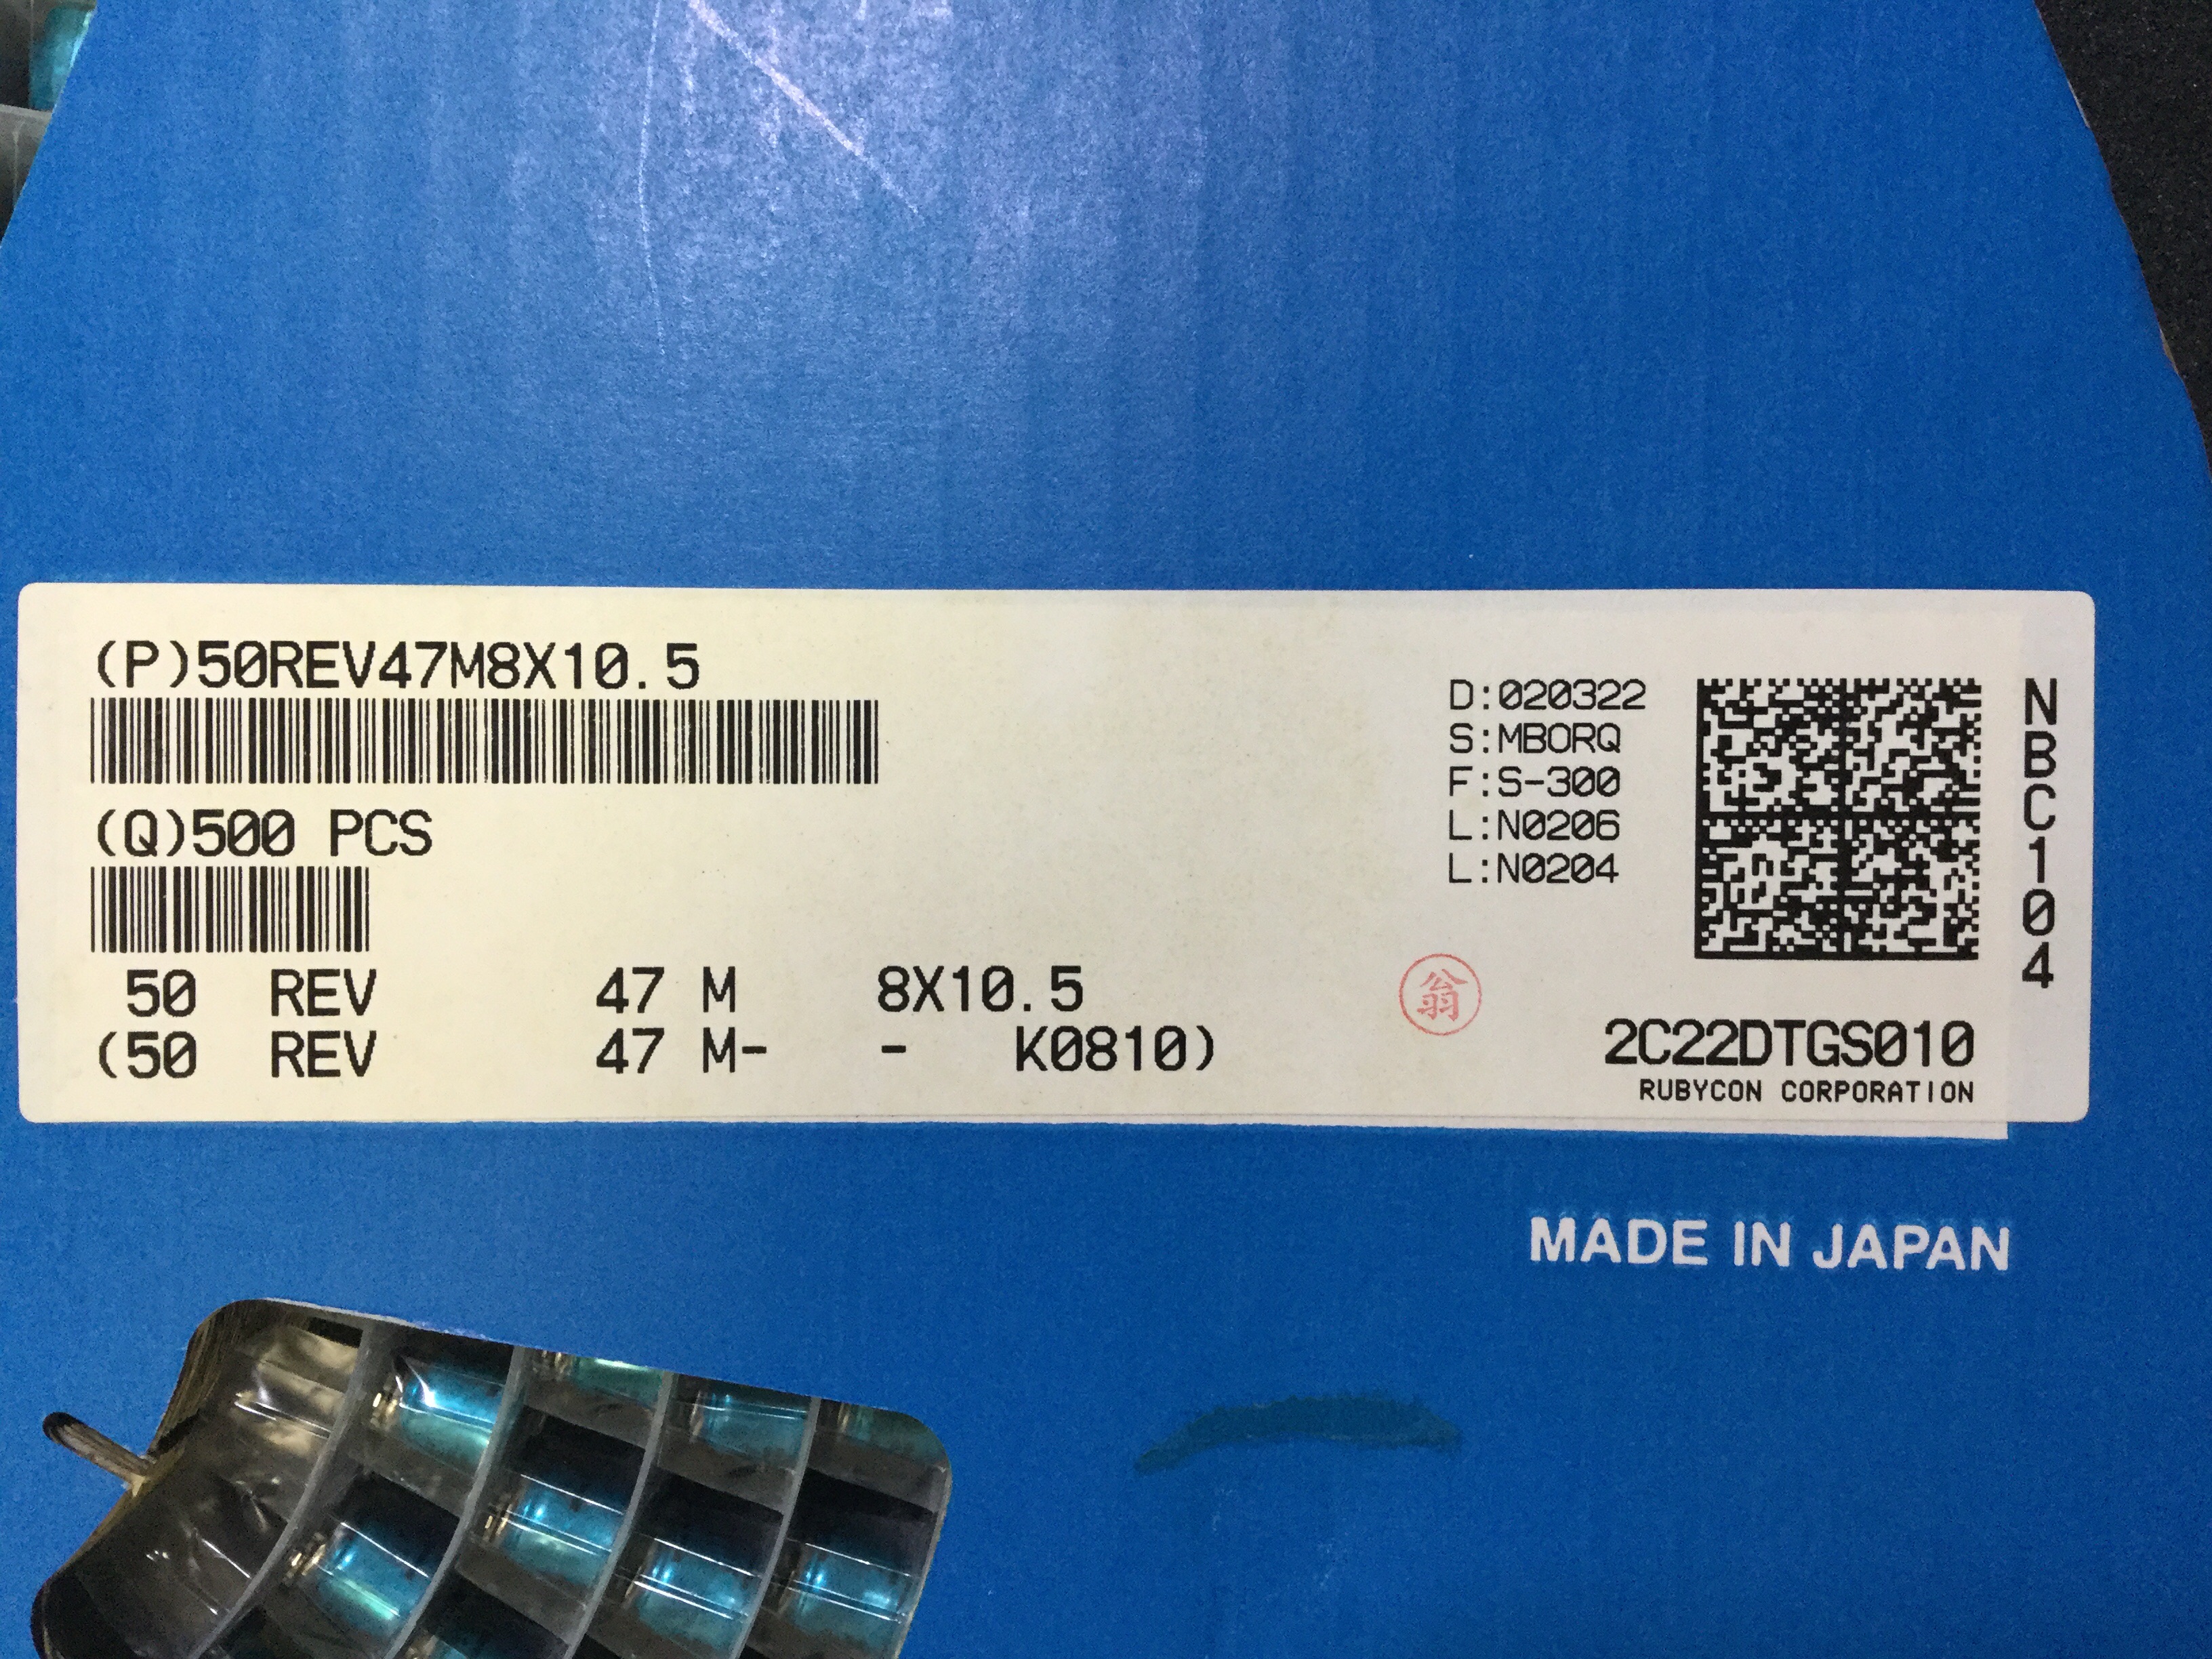 (P)50REV47M8X10.5
(Q)500 PCS
50 REV 47 M 8X10.5
(50 REV 47 M- - K0810)
D:020322
S:MBORQ
F:S-300
L:N0206
L:N0204
翁
NBC104
2C22DTGS010
RUBYCON CORPORATION
MADE IN JAPAN